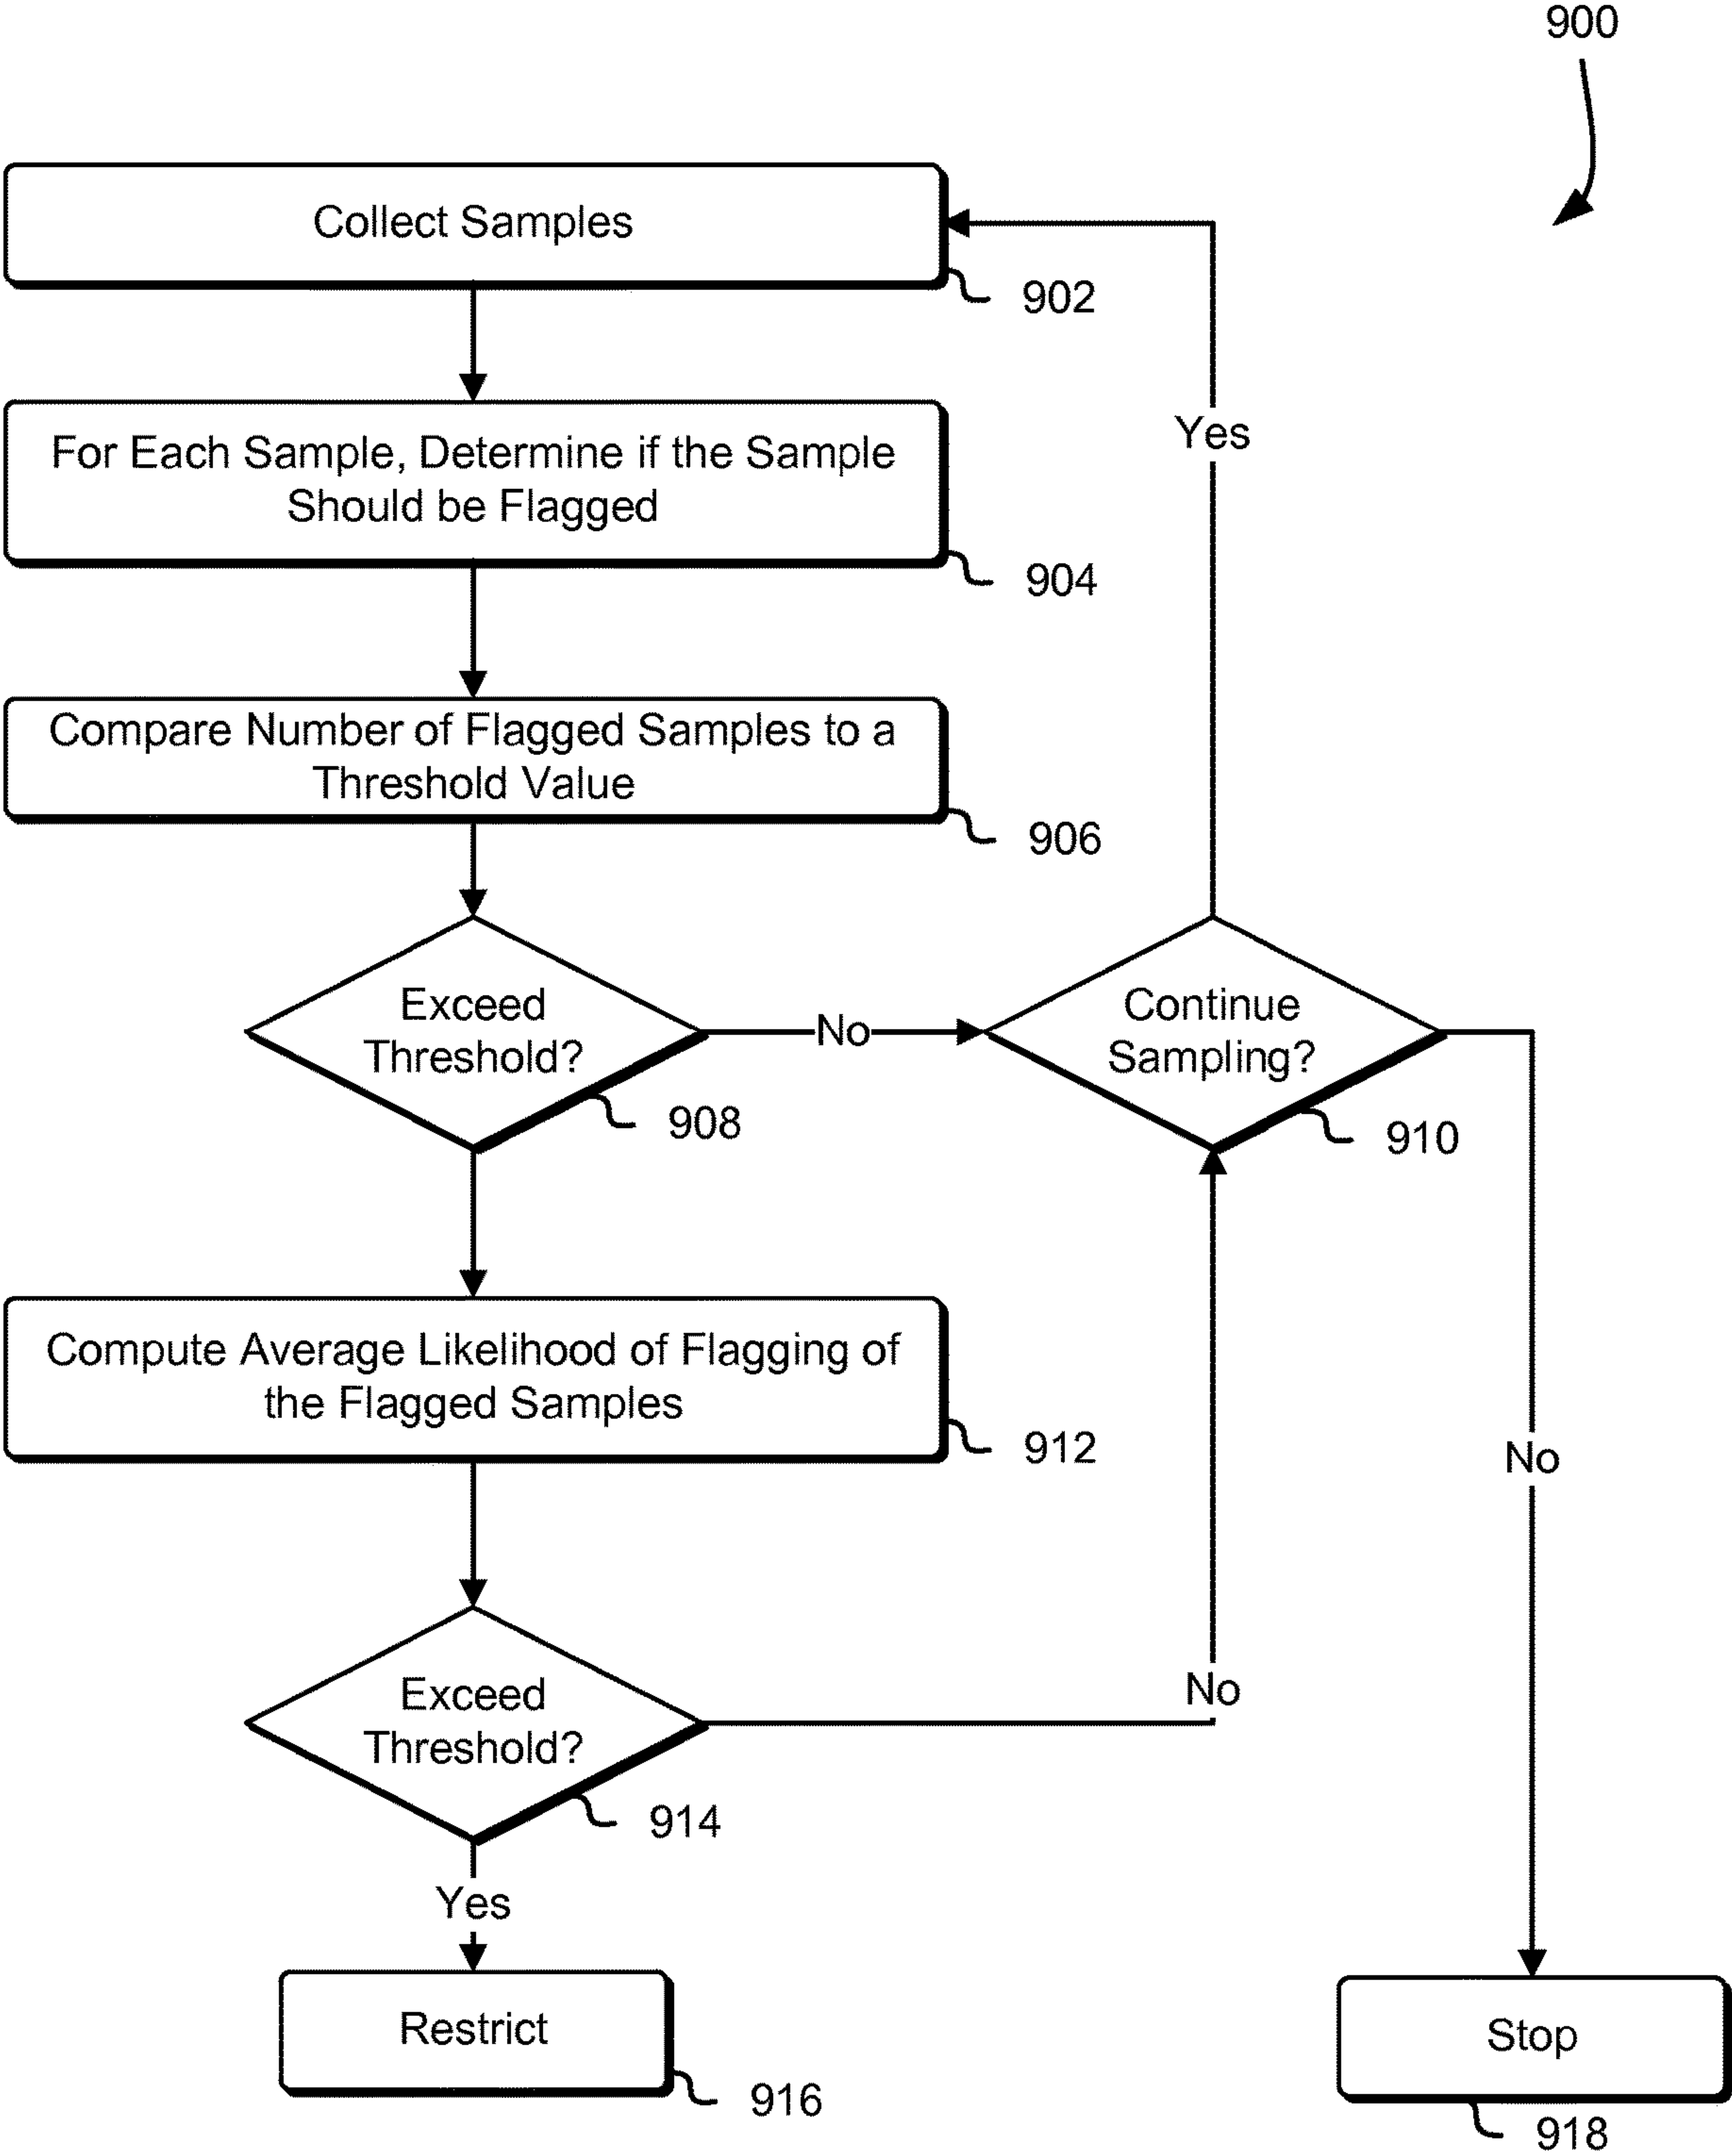 900
Collect Samples
902
For Each Sample, Determine if the Sample
Should be Flagged
904
Yes
Compare Number of Flagged Samples to a
Threshold Value
906
Exceed
Threshold?
908
No
Continue
Sampling?
910
Compute Average Likelihood of Flagging of
the Flagged Samples
912
No
Exceed
Threshold?
914
No
Yes
Restrict
916
Stop
918